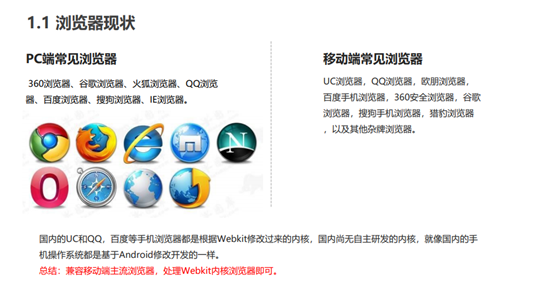 1.1 浏览器现状
PC端常见浏览器
360浏览器、谷歌浏览器、火狐浏览器、QQ浏览
器、百度浏览器、搜狗浏览器、IE浏览器。
移动端常见浏览器
UC浏览器，QQ浏览器，欧朋浏览器，
百度手机浏览器，360安全浏览器，谷歌
浏览器，搜狗手机浏览器，猎豹浏览器
，以及其他杂牌浏览器。
N
国内的UC和QQ，百度等手机浏览器都是根据Webkit修改过来的内核，国内尚无自主研发的内核，就像国内的手
机操作系统都是基于Android修改开发的一样。
总结：兼容移动端主流浏览器，处理Webkit内核浏览器即可。